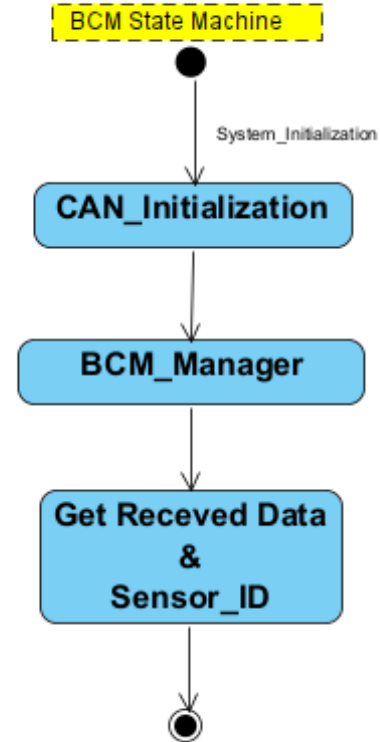 BCM State Machine
System_Initialization
CAN_Initialization
BCM_Manager
Get Receved Data
&
Sensor_ID